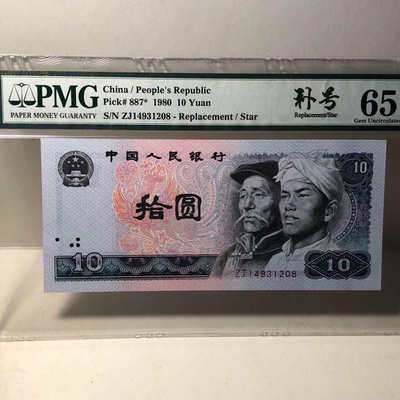 PMG
PAPER MONEY GUARANTY
China / People's Republic
Pick# 887* 1980 10 Yuan
S/N ZJ14931208 - Replacement / Star
补号
Replacement/Star
65
Gem Uncirculated
中国人民银行
10
拾圆
ZJ14931208
10
10